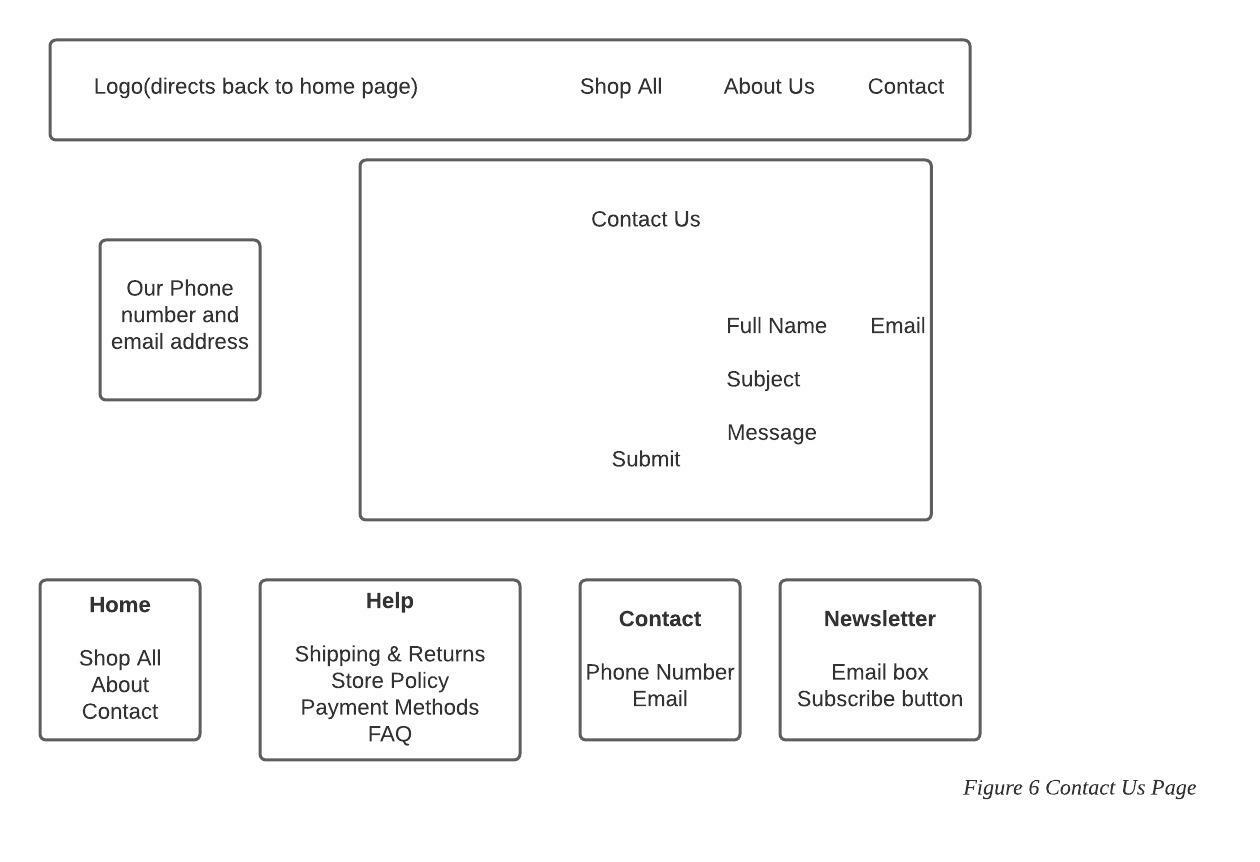 Logo(directs back to home page) Shop All About Us Contact
Contact Us
Our Phone
number and
email address
Full Name Email
Subject
Message
Submit
Home
Shop All
About
Contact
Help
Shipping & Returns
Store Policy
Payment Methods
FAQ
Contact
Phone Number
Email
Newsletter
Email box
Subscribe button
Figure 6 Contact Us Page